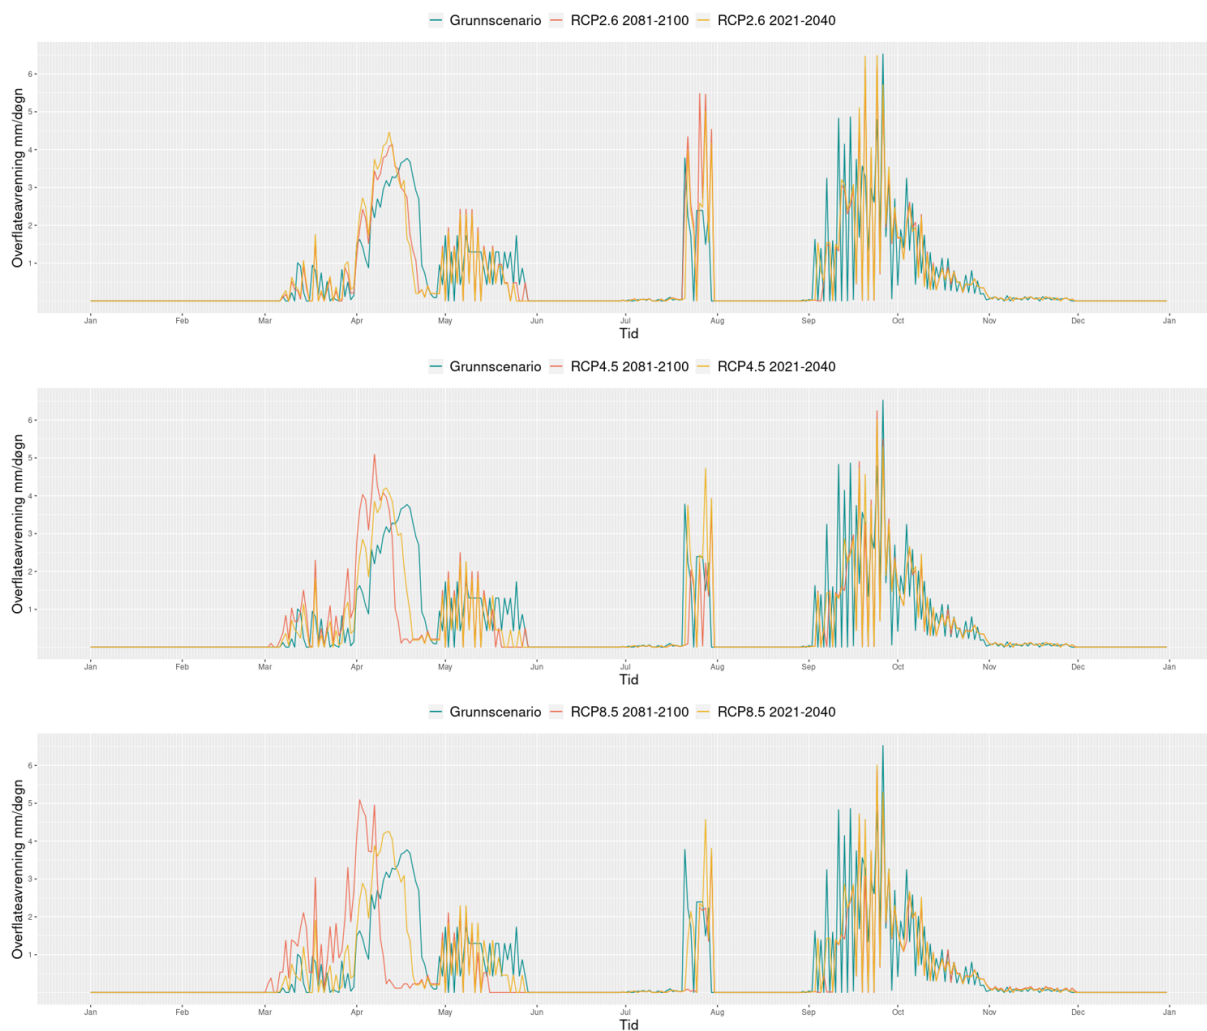 Grunnscenario RCP2.6 2081-2100 RCP2.6 2021-2040
Overflateavrenning mm/døgn
6
5
4
3
2
1
Jan Feb Mar Apr May Jun Jul Aug Sep Oct Nov Dec Jan
Tid
Grunnscenario RCP4.5 2081-2100 RCP4.5 2021-2040
Overflateavrenning mm/døgn
6
5
4
3
2
1
Jan Feb Mar Apr May Jun Jul Aug Sep Oct Nov Dec Jan
Tid
Grunnscenario RCP8.5 2081-2100 RCP8.5 2021-2040
Overflateavrenning mm/døgn
6
5
4
3
2
1
Jan Feb Mar Apr May Jun Jul Aug Sep Oct Nov Dec Jan
Tid